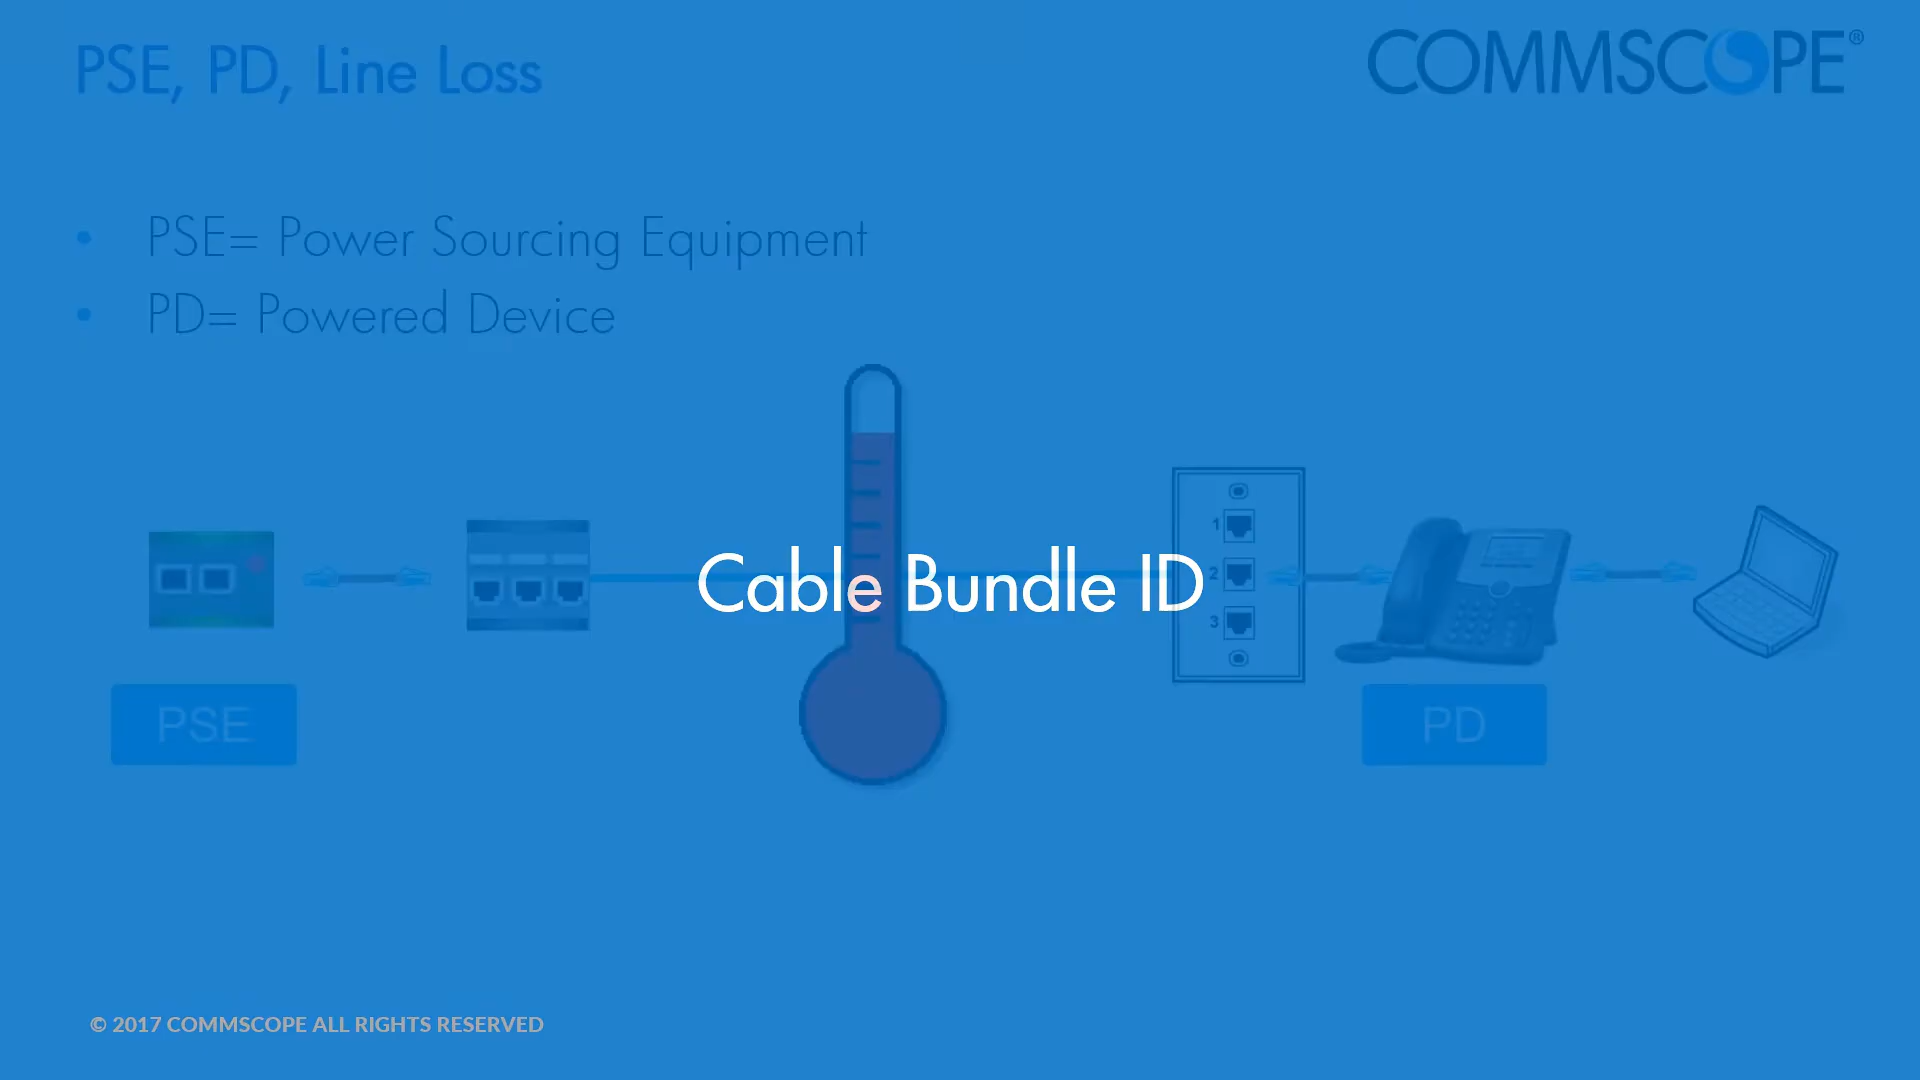 PSE, PD, Line Loss
COMMSCOPE®
• PSE= Power Sourcing Equipment
• PD= Powered Device
1
2
3
Cable Bundle ID
PSE
PD
© 2017 COMMSCOPE ALL RIGHTS RESERVED